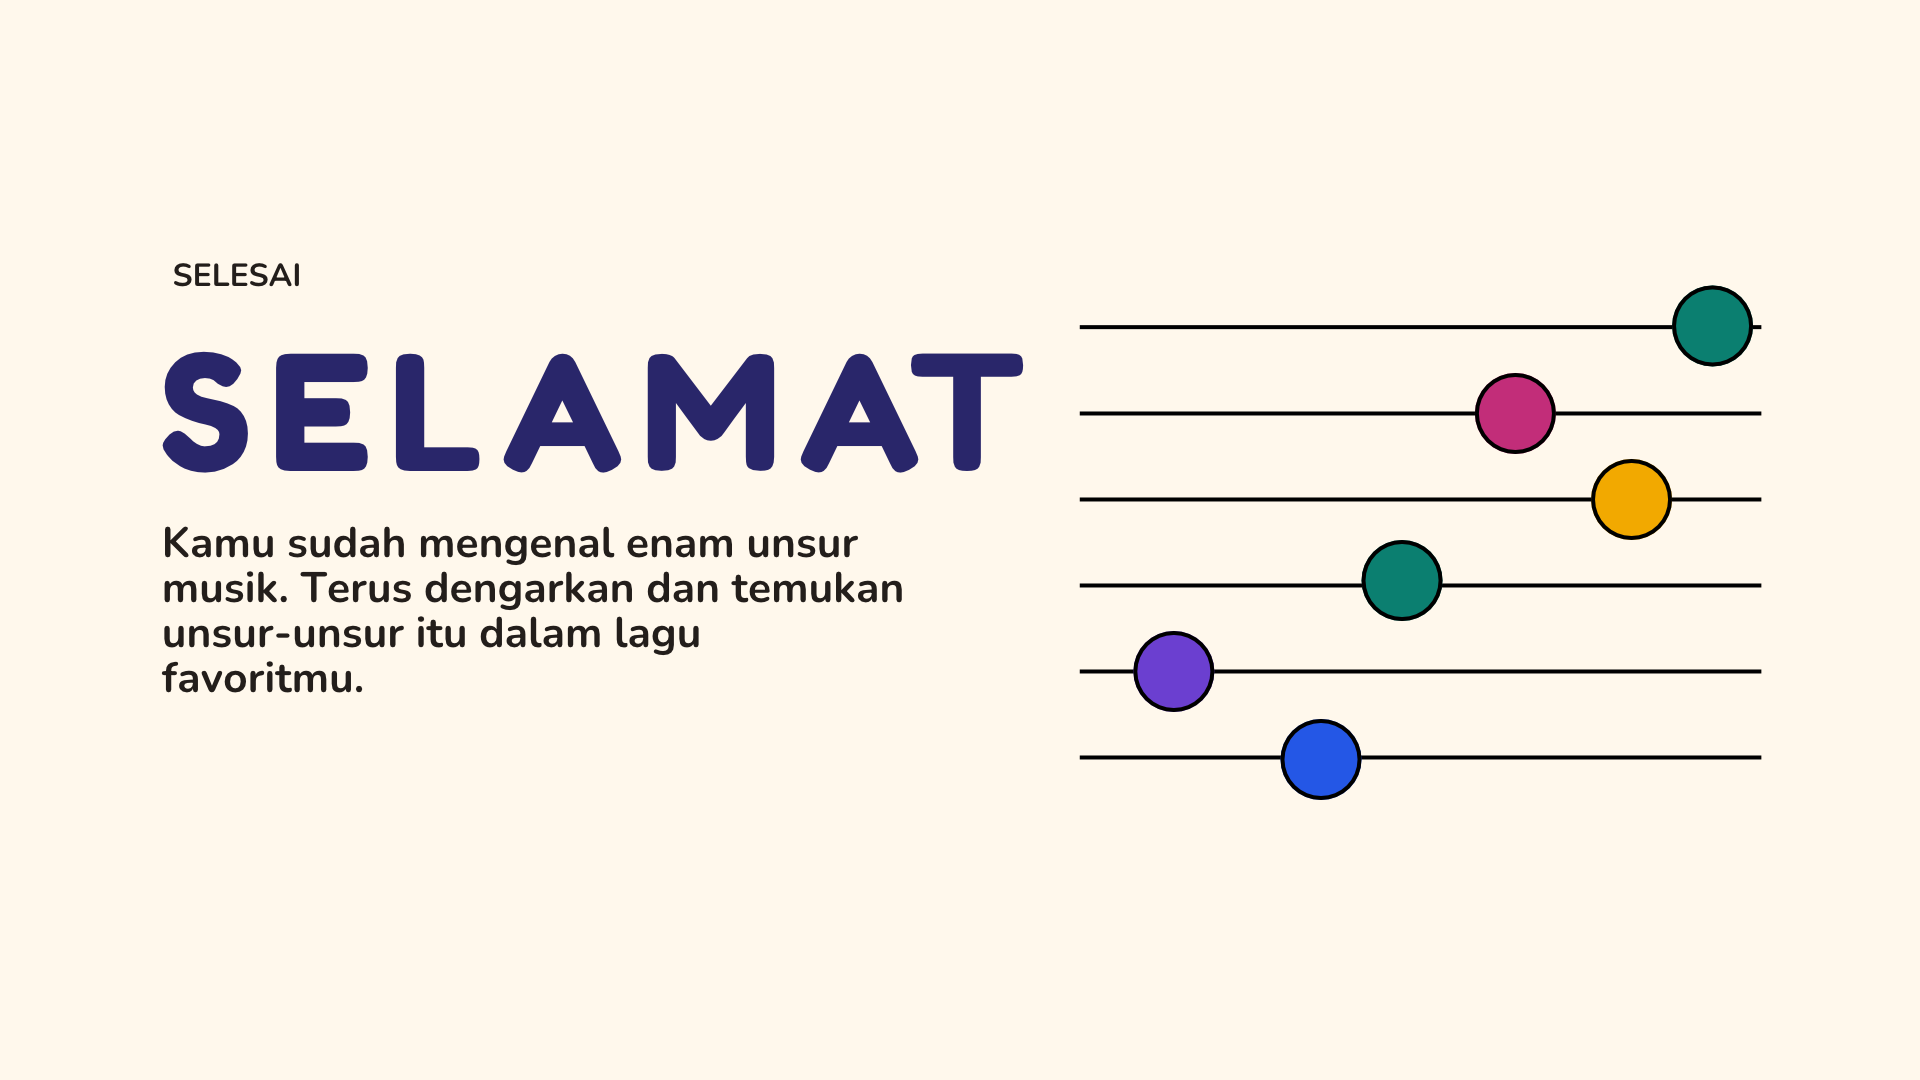 SELESAI
SELAMAT
Kamu sudah mengenal enam unsur
musik. Terus dengarkan dan temukan
unsur-unsur itu dalam lagu
favoritmu.